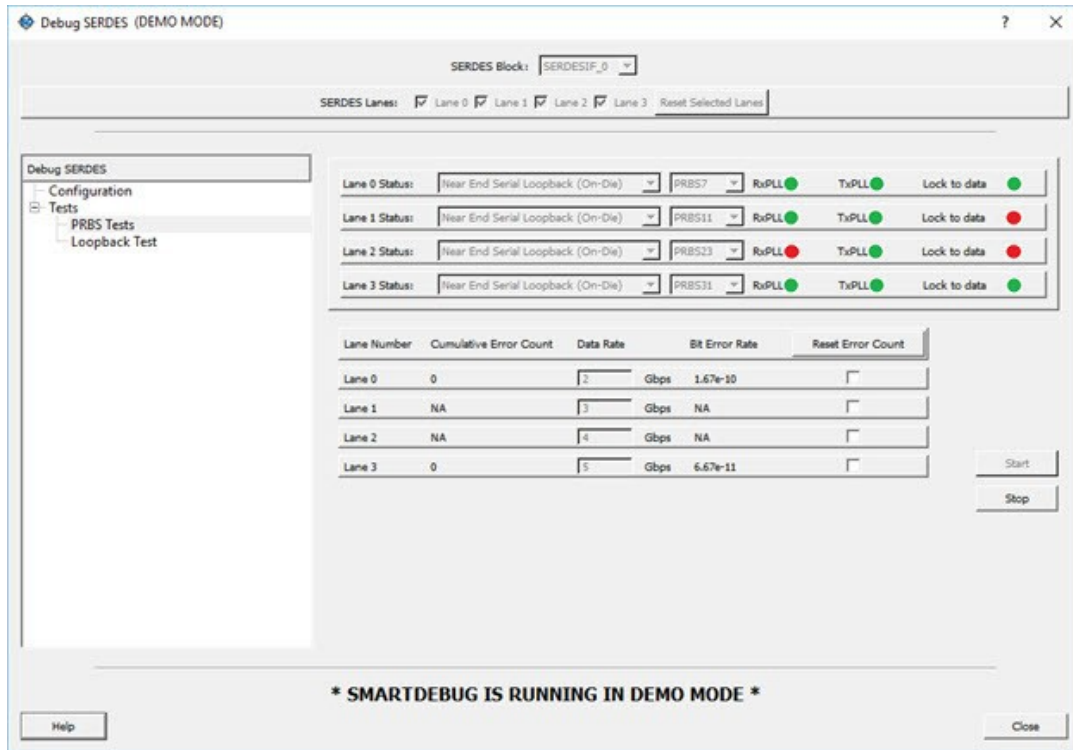 Debug SERDES (DEMO MODE)
? 
SERDES Block: SERDESIF_0
SERDES Lanes: Lane 0 Lane 1 Lane 2 Lane 3 Reset Selected Lanes
Debug SERDES
Configuration
Tests
PRBS Tests
Loopback Test
Lane 0 Status: Near End Serial Loopback (On-Die) PRBS7 RxPLL TxPLL Lock to data
Lane 1 Status: Near End Serial Loopback (On-Die) PRBS11 RxPLL TxPLL Lock to data
Lane 2 Status: Near End Serial Loopback (On-Die) PRBS23 RxPLL TxPLL Lock to data
Lane 3 Status: Near End Serial Loopback (On-Die) PRBS31 RxPLL TxPLL Lock to data
Lane Number Cumulative Error Count Data Rate Bit Error Rate Reset Error Count
Lane 0 0 2 Gbps 1.67e-10
Lane 1 NA 3 Gbps NA
Lane 2 NA 4 Gbps NA
Lane 3 0 5 Gbps 6.67e-11
Start
Stop
* SMARTDEBUG IS RUNNING IN DEMO MODE *
Help
Close